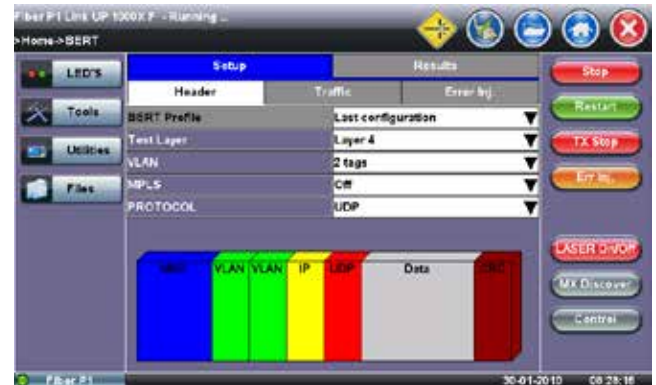 Fiber P1 Link UP 1000X F - Running ...
>Home->BERT
LED'S
Tools
Utilities
Files
Setup
Results
Header
Traffic
Error Inj.
BERT Profile
Last configuration
Test Layer
Layer 4
VLAN
2 tags
MPLS
Off
PROTOCOL
UDP
MAC
VLAN
VLAN
IP
UDP
Data
CRC
Stop
Restart
TX Stop
Err Inj.
LASER On/Off
MX Discover
Control
Fiber P1
30-01-2010 08:28:16